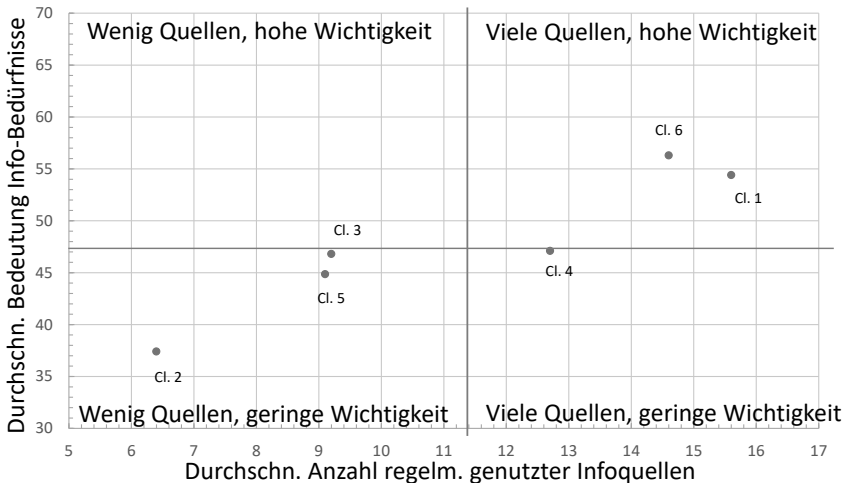 70
Wenig Quellen, hohe Wichtigkeit
Viele Quellen, hohe Wichtigkeit
65
60
Cl. 6
55
Cl. 1
50
Cl. 3
45
Cl. 4
Cl. 5
40
35
Cl. 2
Wenig Quellen, geringe Wichtigkeit
Viele Quellen, geringe Wichtigkeit
30
5 6 7 8 9 10 11 12 13 14 15 16 17
Durchschn. Anzahl regelm. genutzter Infoquellen
Durchschn. Bedeutung Info-Bedürfnisse